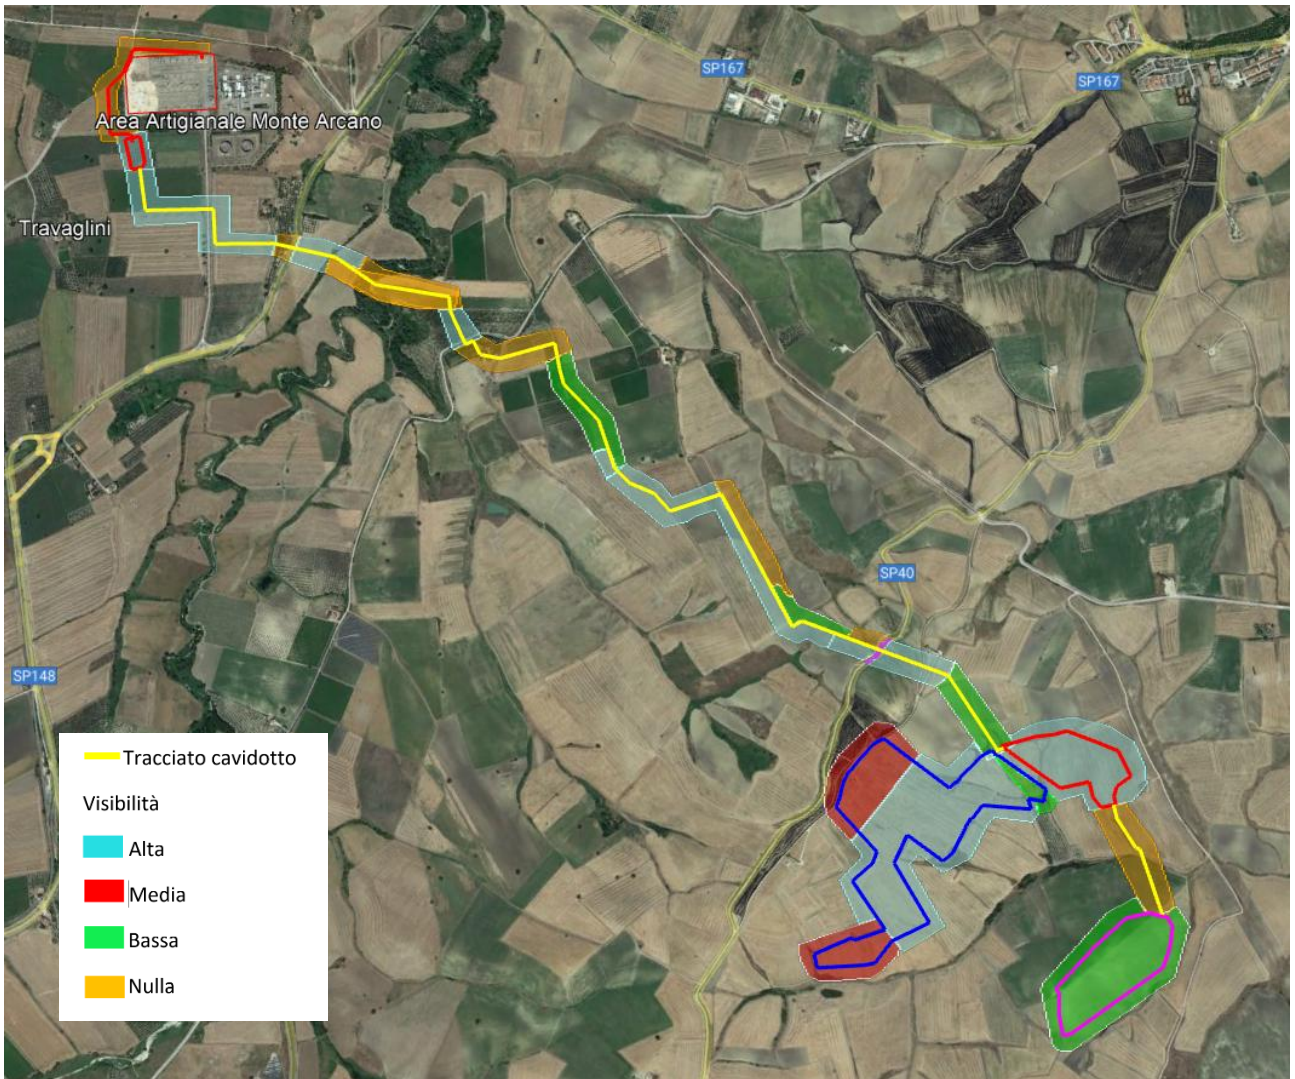 SP167
SP167
Area Artigianale Monte Arcano
Travaglini
SP40
SP148
Tracciato cavidotto
Visibilità
Alta
Media
Bassa
Nulla